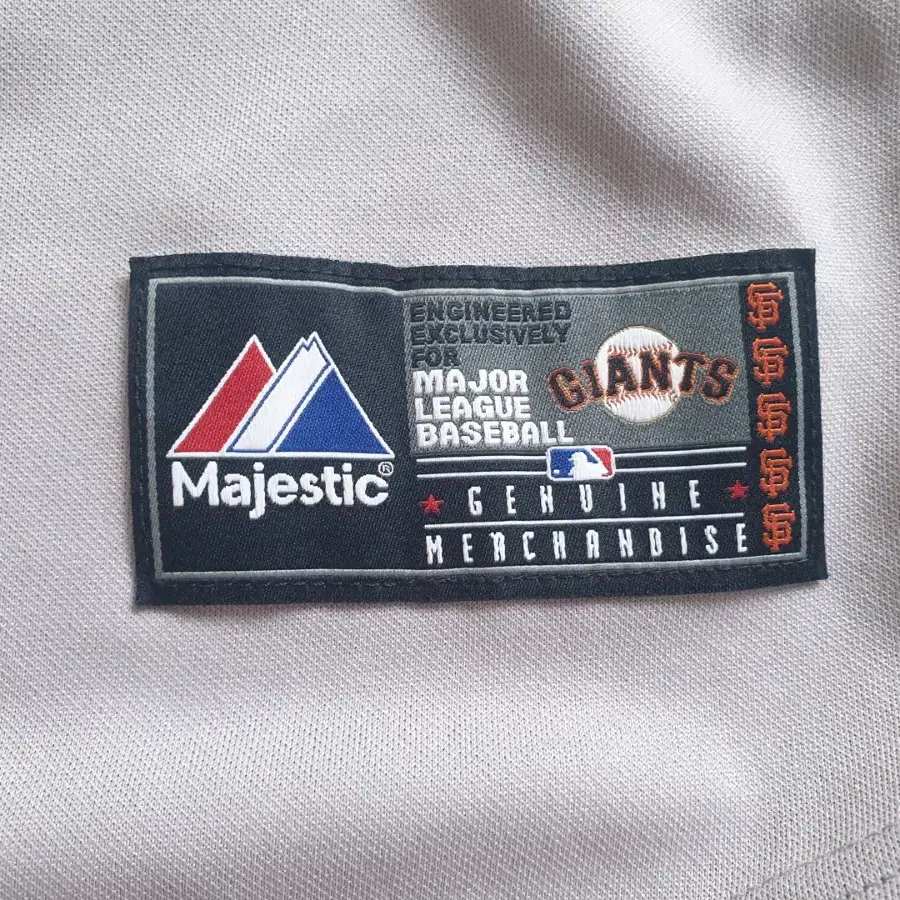 Majestic®
ENGINEERED
EXCLUSIVELY
FOR
MAJOR
LEAGUE
BASEBALL
GIANTS
GENUINE
MERCHANDISE
SF
SF
SF
SF
SF